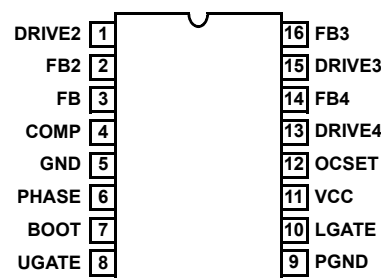 DRIVE2 1
FB2 2
FB 3
COMP 4
GND 5
PHASE 6
BOOT 7
UGATE 8
16 FB3
15 DRIVE3
14 FB4
13 DRIVE4
12 OCSET
11 VCC
10 LGATE
9 PGND